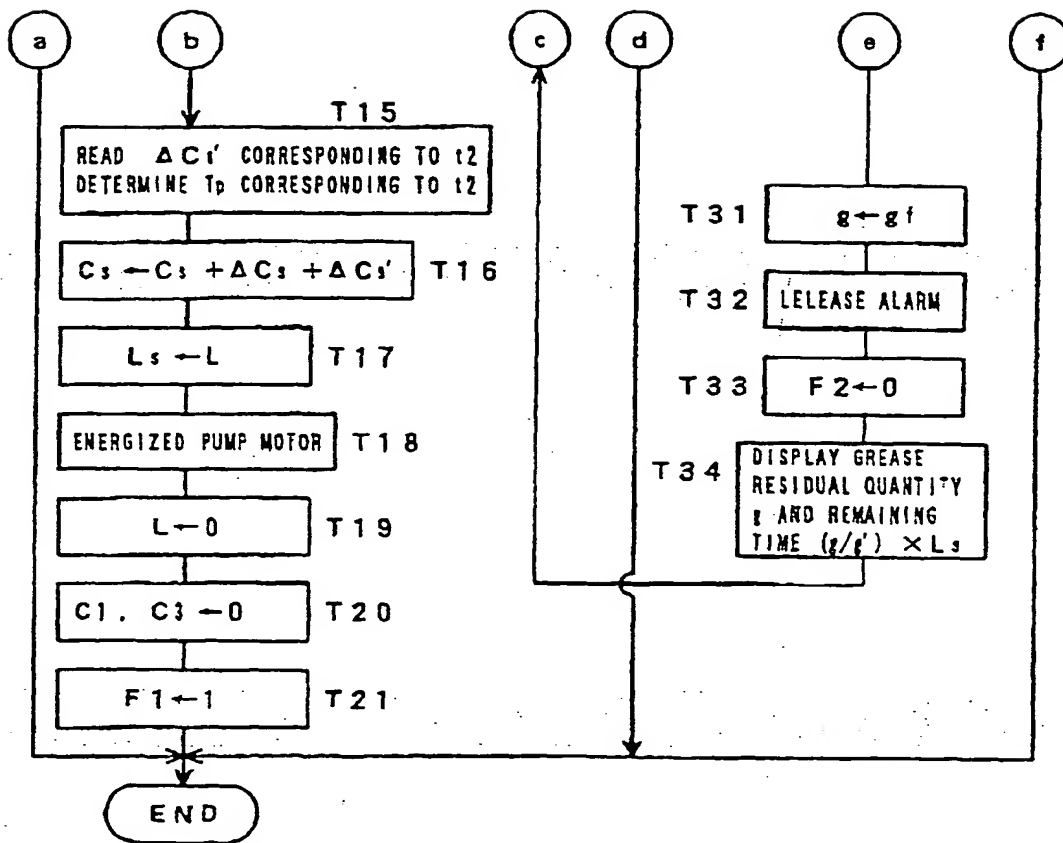 a b c d e f
T15
READ ΔCs' CORRESPONDING TO t2
DETERMINE Tp CORRESPONDING TO t2
Cs←Cs+ΔCs+ΔCs' T16
Ls←L T17
ENERGIZED PUMP MOTOR T18
L←0 T19
C1. C3←0 T20
F1←1 T21
END
T31 g←gf
T32 LELEASE ALARM
T33 F2←0
T34 DISPLAY GREASE
RESIDUAL QUANTITY
g AND REMAINING
TIME (g/g') ×Ls